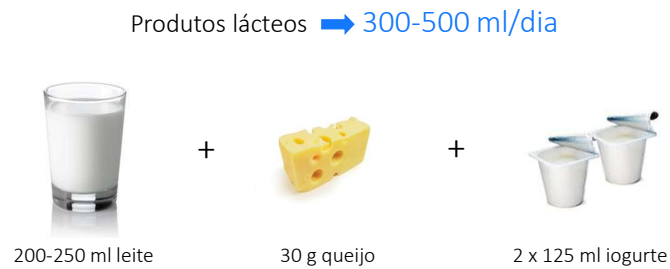 Produtos lácteos 300-500 ml/dia
+ +
200-250 ml leite 30 g queijo 2 x 125 ml iogurte